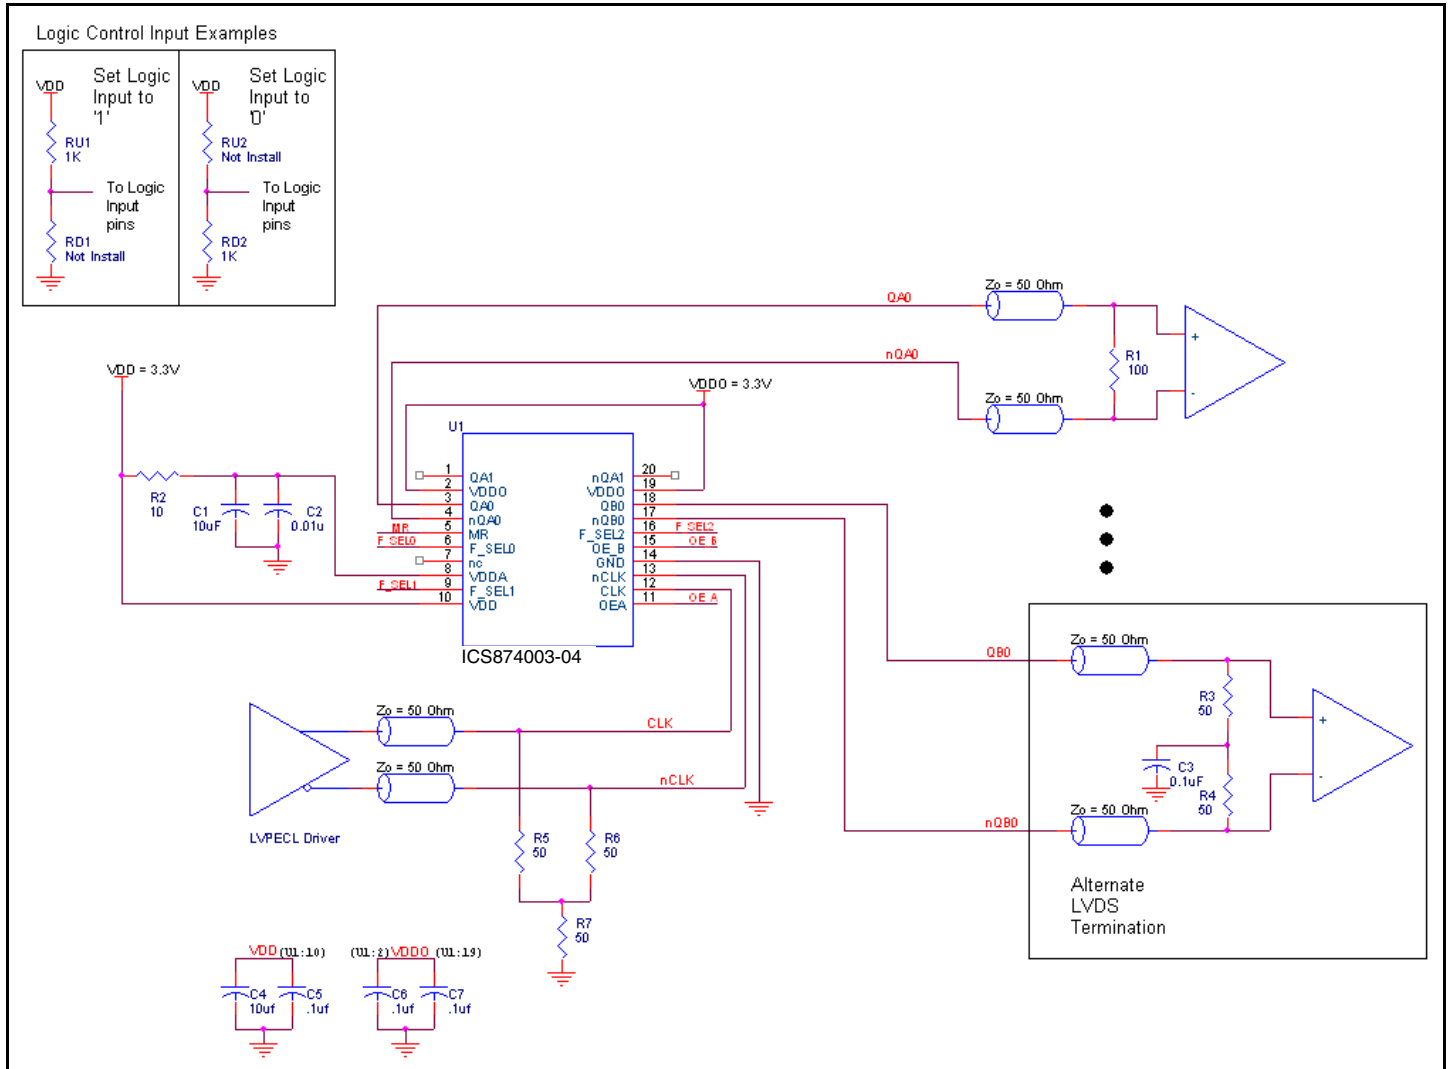 Logic Control Input Examples
VDD
Set Logic
Input to
'1'
RU1
1K
To Logic
Input
pins
RD1
Not Install
VDD
Set Logic
Input to
'0'
RU2
Not Install
To Logic
Input
pins
RD2
1K
QA0
Zo = 50 Ohm
nQA0
Zo = 50 Ohm
R1
100
+
-
VDD = 3.3V
VDDO = 3.3V
R2
10
C1
10uF
C2
0.01u
U1
1
QA1
2
VDDO
3
QA0
4
nQA0
MR
5
MR
F_SEL0
6
F_SEL0
7
nc
8
VDDA
F_SEL1
9
F_SEL1
10
VDD
nQA1
20
VDDO
19
QB0
18
nQB0
17
F_SEL2
16
F_SEL2
OE_B
15
OE_B
GND
14
nCLK
13
CLK
12
OEA
11
OE_A
ICS874003-04
Zo = 50 Ohm
CLK
Zo = 50 Ohm
nCLK
LVPECL Driver
R5
50
R6
50
R7
50
QB0
Zo = 50 Ohm
R3
50
+
-
C3
0.1uF
R4
50
nQB0
Zo = 50 Ohm
Alternate
LVDS
Termination
VDD (U1:10)
C4
10uf
C5
.1uf
(U1:2) VDDO (U1:19)
C6
.1uf
C7
.1uf